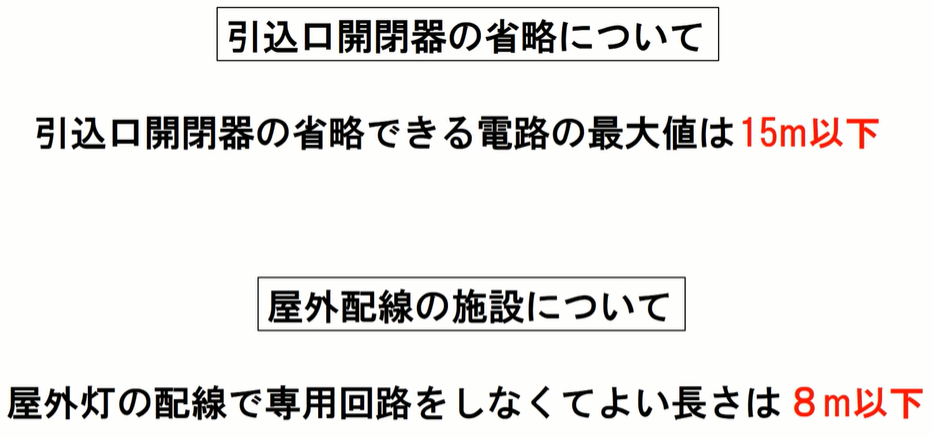 引込口開閉器の省略について
引込口開閉器の省略できる電路の最大値は15m以下
屋外配線の施設について
屋外灯の配線で専用回路をしなくてよい長さは８m以下